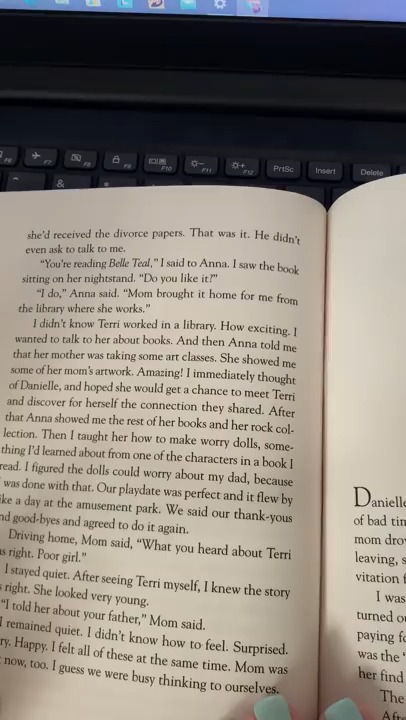 F6
F7
F8
F9
F10
F11
F12
PrtSc
Insert
Delete
&
she'd received the divorce papers. That was it. He didn't
even ask to talk to me.
"You're reading Belle Teal," I said to Anna. I saw the book
sitting on her nightstand. "Do you like it?"
"I do," Anna said. "Mom brought it home for me from
the library where she works."
I didn't know Terri worked in a library. How exciting. I
wanted to talk to her about books. And then Anna told me
that her mother was taking some art classes. She showed me
some of her mom's artwork. Amazing! I immediately thought
of Danielle, and hoped she would get a chance to meet Terri
and discover for herself the connection they shared. After
that Anna showed me the rest of her books and her rock col-
lection. Then I taught her how to make worry dolls, some-
thing I'd learned about from one of the characters in a book I
read. I figured the dolls could worry about my dad, because
was done with that. Our playdate was perfect and it flew by
ike a day at the amusement park. We said our thank-yous
nd good-byes and agreed to do it again.
Driving home, Mom said, "What you heard about Terri
s right. Poor girl."
I stayed quiet. After seeing Terri myself, I knew the story
s right. She looked very young.
"I told her about your father," Mom said.
I remained quiet. I didn't know how to feel. Surprised.
ry. Happy. I felt all of these at the same time. Mom was
now, too. I guess we were busy thinking to ourselves.
Danielle
of bad tim
mom drov
leaving, s
vitation f
I was
turned ou
paying fo
was the "
her find
The
Afte